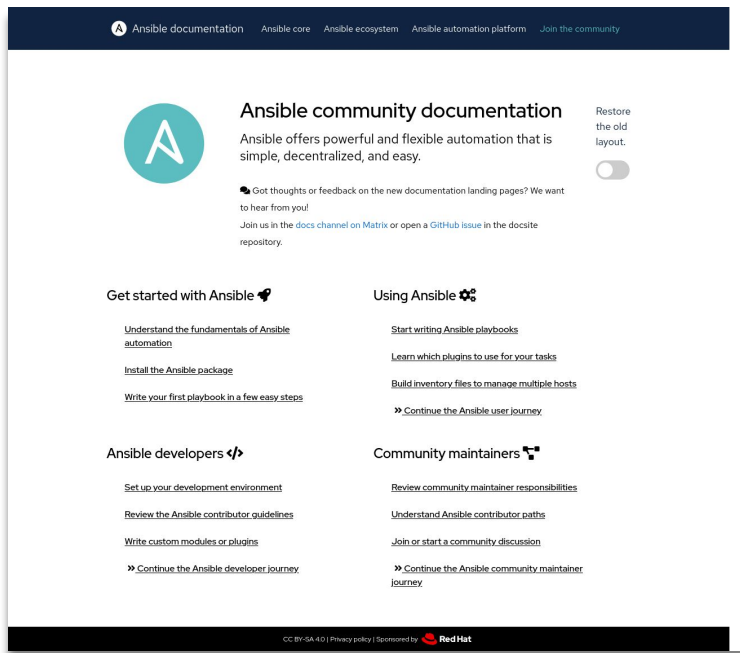 Ansible documentation Ansible core Ansible ecosystem Ansible automation platform Join the community
Ansible community documentation
Ansible offers powerful and flexible automation that is
simple, decentralized, and easy.
Got thoughts or feedback on the new documentation landing pages? We want
to hear from you!
Join us in the docs channel on Matrix or open a GitHub issue in the docsite
repository.
Restore
the old
layout.
Get started with Ansible
Understand the fundamentals of Ansible
automation
Install the Ansible package
Write your first playbook in a few easy steps
Using Ansible
Start writing Ansible playbooks
Learn which plugins to use for your tasks
Build inventory files to manage multiple hosts
Continue the Ansible user journey
Ansible developers
Set up your development environment
Review the Ansible contributor guidelines
Write custom modules or plugins
Continue the Ansible developer journey
Community maintainers
Review community maintainer responsibilities
Understand Ansible contributor paths
Join or start a community discussion
Continue the Ansible community maintainer
journey
CC BY-SA 4.0 | Privacy policy | Sponsored by Red Hat